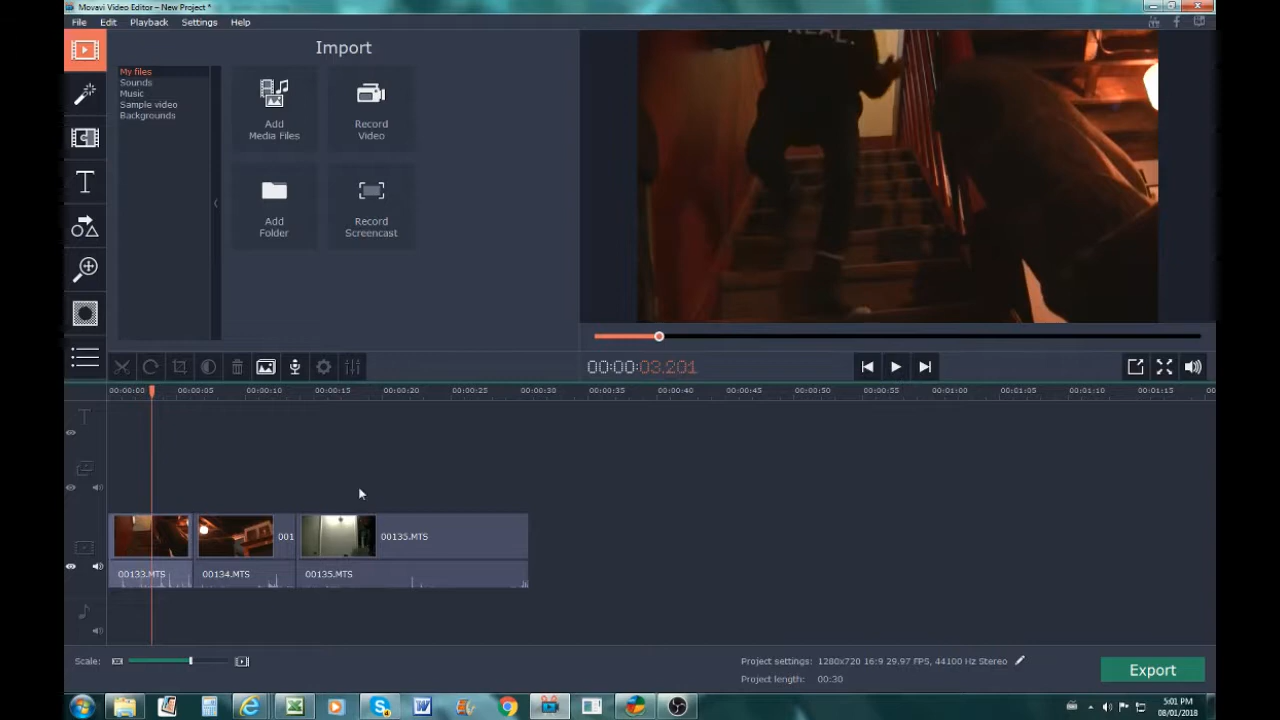 Movavi Video Editor – New Project *
File Edit Playback Settings Help
Import
My files
Sounds
Music
Sample video
Backgrounds
Add
Media Files
Record
Video
Add
Folder
Record
Screencast
REAL.
00:00:03.201
00:00:00 00:00:05 00:00:10 00:00:15 00:00:20 00:00:25 00:00:30 00:00:35 00:00:40 00:00:45 00:00:50 00:00:55 00:01:00 00:01:05 00:01:10 00:01:15 00
001
00135.MTS
00133.MTS
00134.MTS
00135.MTS
Scale:
Project settings: 1280x720 16:9 29.97 FPS, 44100 Hz Stereo
Project length: 00:30
Export
5:01 PM
08/01/2018